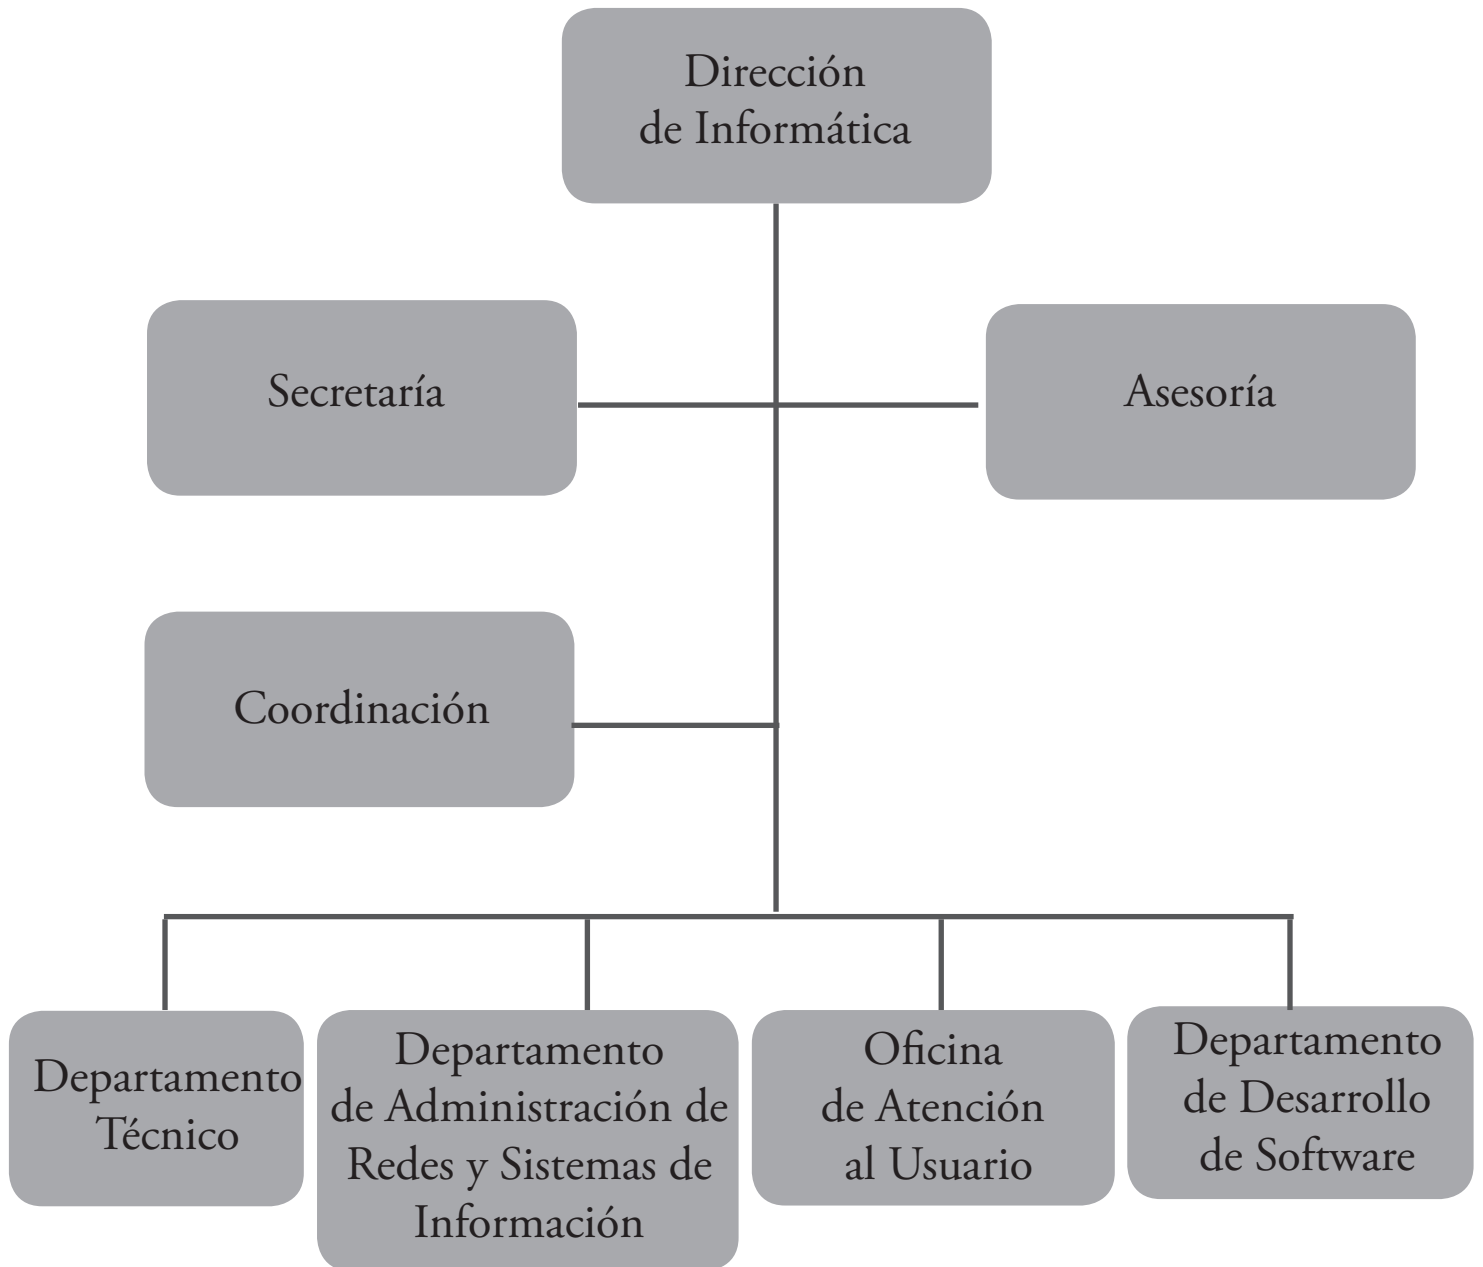 Dirección
de Informática
Secretaría
Asesoría
Coordinación
Departamento
Técnico
Departamento
de Administración de
Redes y Sistemas de
Información
Oficina
de Atención
al Usuario
Departamento
de Desarrollo
de Software